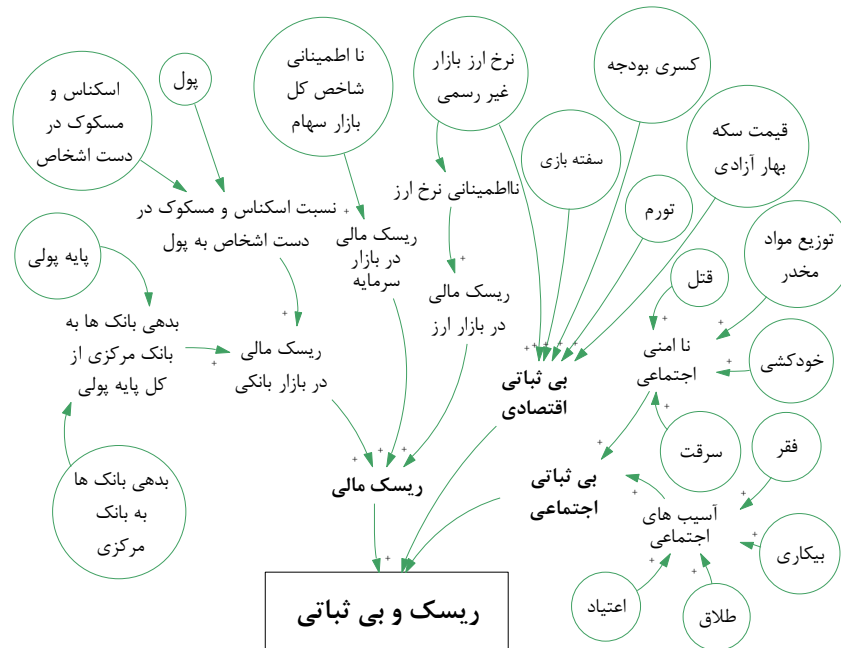 اسکناس و
مسکوک در
دست اشخاص
پول
نا اطمینانی
شاخص کل
بازار سهام
نرخ ارز بازار
غیر رسمی
کسری بودجه
قیمت سکه
بهار آزادی
سفته بازی
تورم
توزیع مواد
مخدر
قتل
نااطمینانی نرخ ارز
نسبت اسکناس و مسکوک در
دست اشخاص به پول
ریسک مالی
در بازار
سرمایه
پایه پولی
ریسک مالی
در بازار ارز
بدهی بانک ها به
بانک مرکزی از
کل پایه پولی
ریسک مالی
در بازار بانکی
بی ثباتی
اقتصادی
نا امنی
اجتماعی
خودکشی
سرقت
فقر
بدهی بانک ها
به بانک
مرکزی
ریسک مالی
بی ثباتی
اجتماعی
آسیب های
اجتماعی
بیکاری
اعتیاد
طلاق
ریسک و بی ثباتی